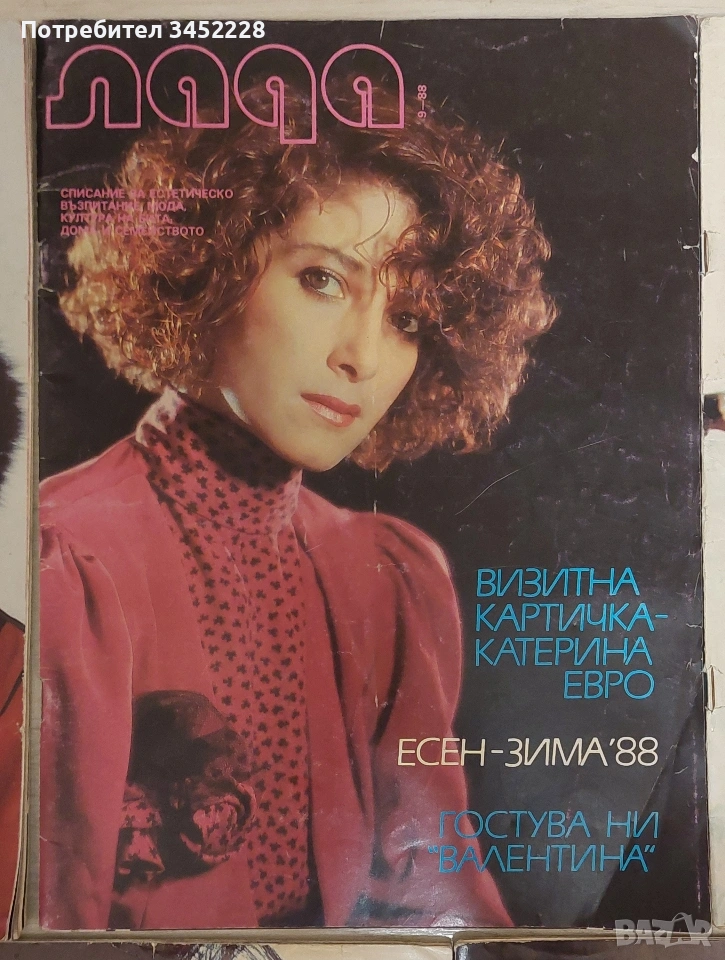 Потребител 3452228
лада
9–88
СПИСАНИЕ ЗА ЕСТЕТИЧЕСКО
ВЪЗПИТАНИЕ, МОДА,
КУЛТУРА НА БИТА,
ДОМА И СЕМЕЙСТВОТО
ВИЗИТНА
КАРТИЧКА-
КАТЕРИНА
ЕВРО
ЕСЕН-ЗИМА'88
ГОСТУВА НИ
"ВАЛЕНТИНА"
BAZAR